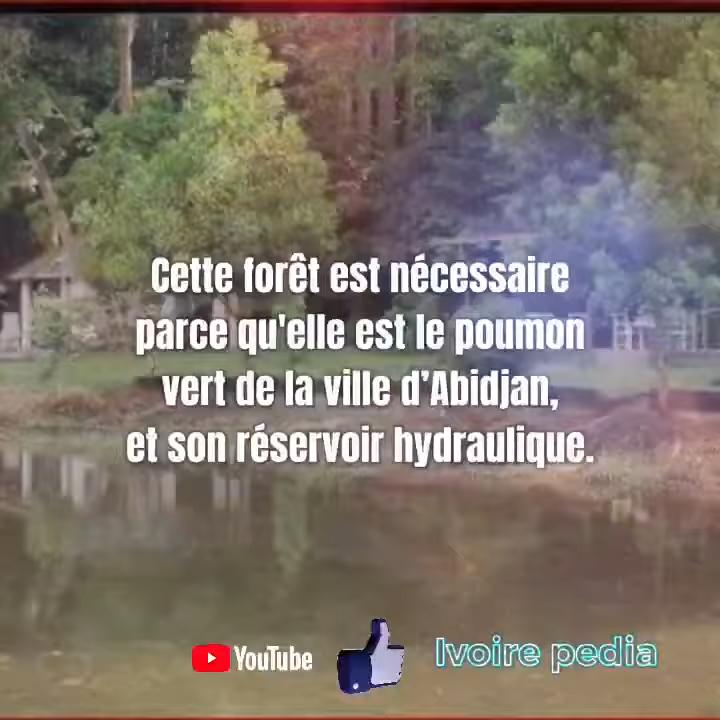 Cette forêt est nécessaire
parce qu'elle est le poumon
vert de la ville d’Abidjan,
et son réservoir hydraulique.
YouTube Ivoire pedia